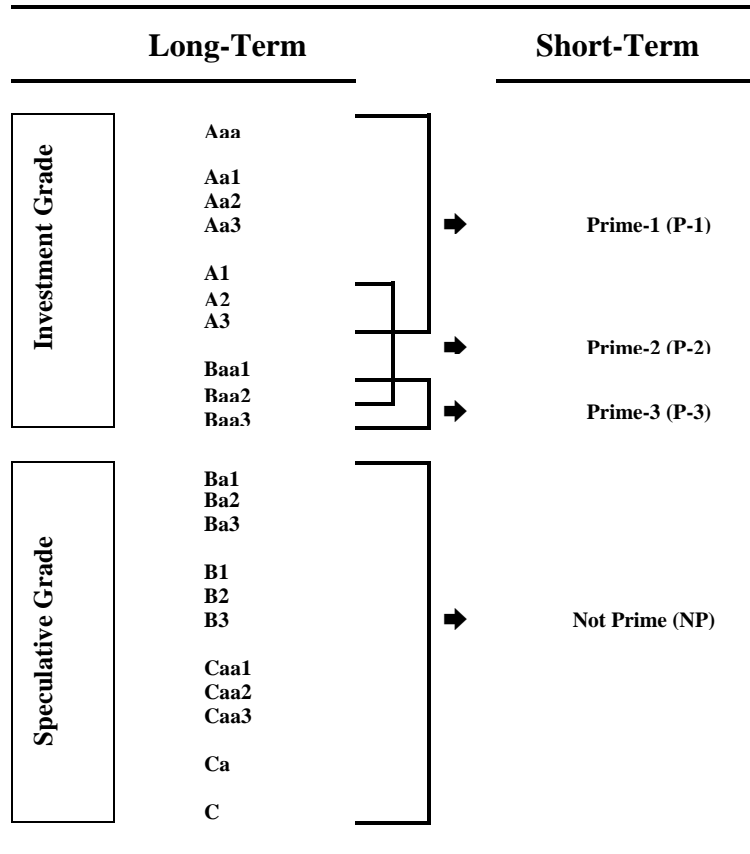 Long-Term Short-Term
Investment Grade
Aaa
Aa1
Aa2
Aa3 Prime-1 (P-1)
A1
A2
A3
Prime-2 (P-2)
Baa1
Baa2
Baa3 Prime-3 (P-3)
Speculative Grade
Ba1
Ba2
Ba3
B1
B2
B3 Not Prime (NP)
Caa1
Caa2
Caa3
Ca
C